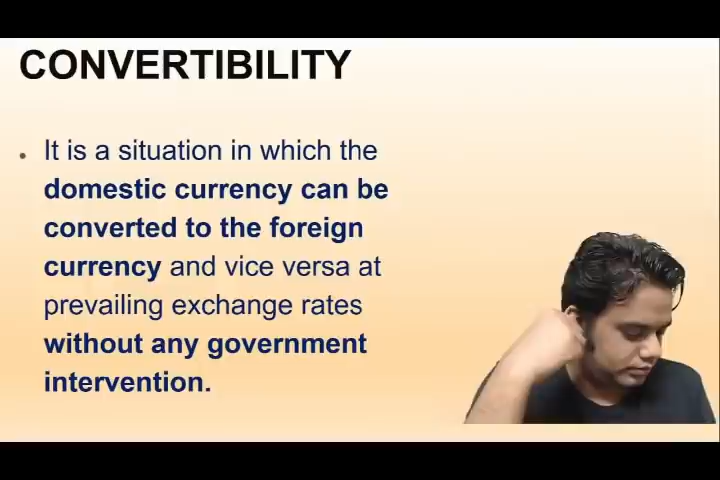 CONVERTIBILITY
It is a situation in which the
domestic currency can be
converted to the foreign
currency and vice versa at
prevailing exchange rates
without any government
intervention.